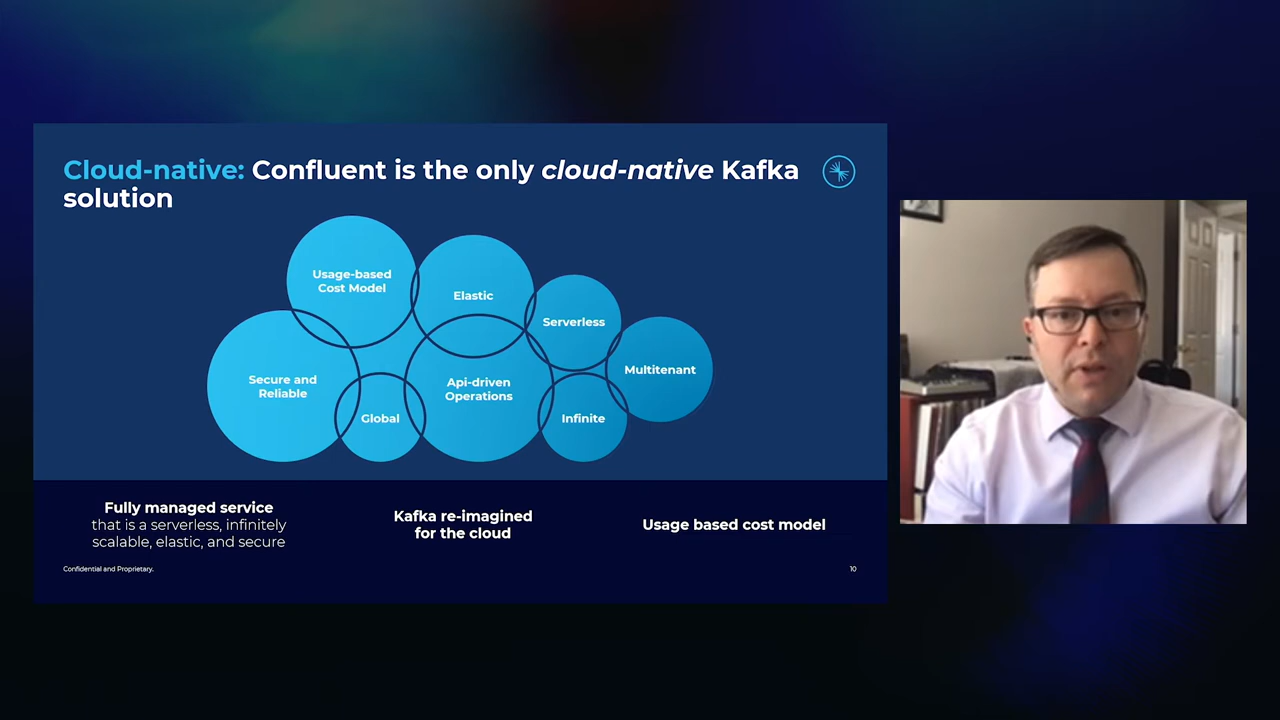 Cloud-native: Confluent is the only cloud-native Kafka
solution
Usage-based
Cost Model
Elastic
Serverless
Multitenant
Secure and
Reliable
Api-driven
Operations
Global
Infinite
Fully managed service
that is a serverless, infinitely
scalable, elastic, and secure
Kafka re-imagined
for the cloud
Usage based cost model
Confidential and Proprietary.
10